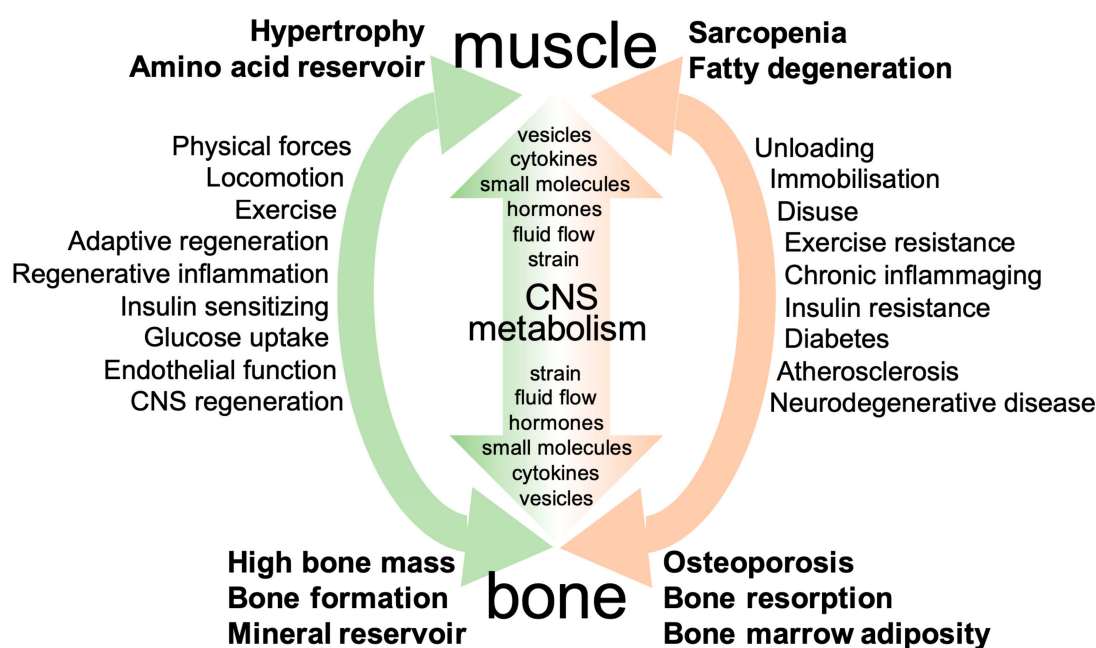 Hypertrophy
Amino acid reservoir
muscle
Sarcopenia
Fatty degeneration
Physical forces
Locomotion
Exercise
Adaptive regeneration
Regenerative inflammation
Insulin sensitizing
Glucose uptake
Endothelial function
CNS regeneration
vesicles
cytokines
small molecules
hormones
fluid flow
strain
CNS
metabolism
strain
fluid flow
hormones
small molecules
cytokines
vesicles
Unloading
Immobilisation
Disuse
Exercise resistance
Chronic inflammaging
Insulin resistance
Diabetes
Atherosclerosis
Neurodegenerative disease
High bone mass
Bone formation
Mineral reservoir
bone
Osteoporosis
Bone resorption
Bone marrow adiposity